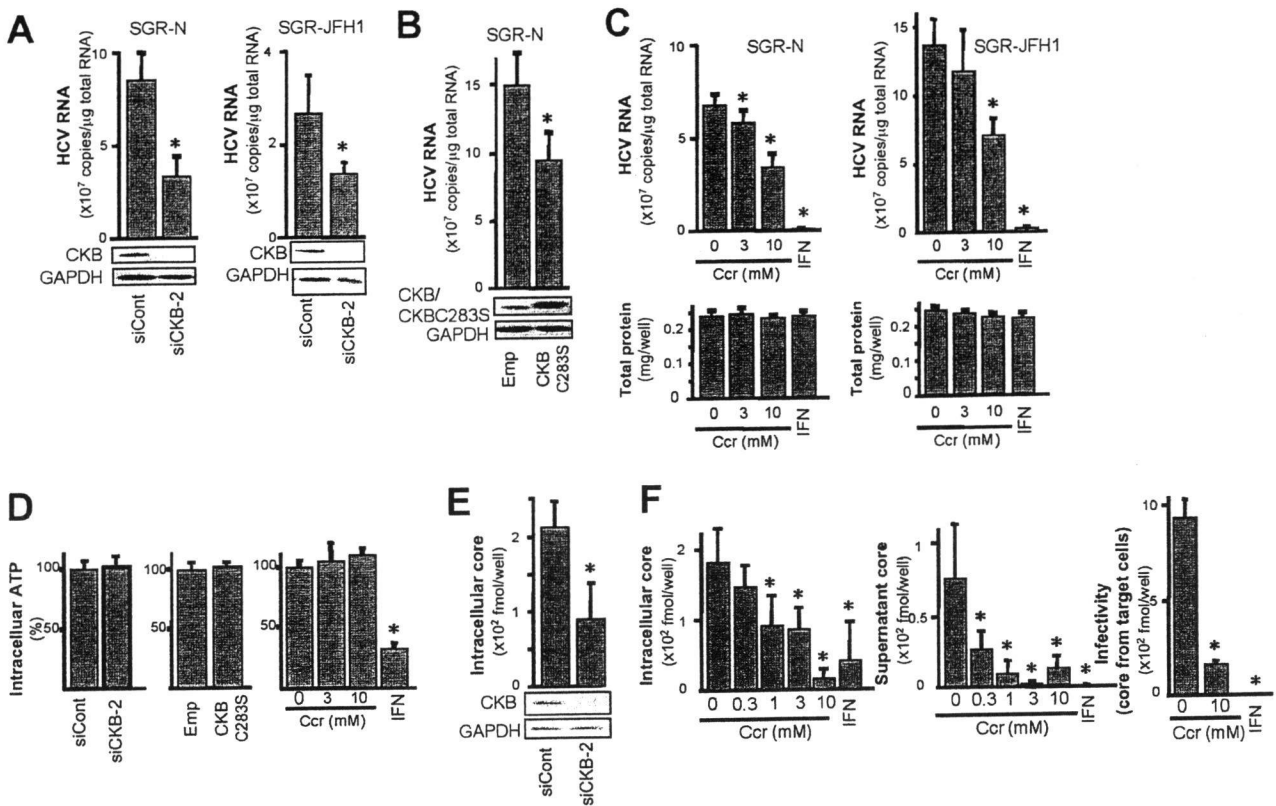 A
SGR-N
HCV RNA
(x10⁷ copies/µg total RNA)
10
5
0
*
CKB
GAPDH
siCont
siCKB-2
SGR-JFH1
HCV RNA
(x10⁷ copies/µg total RNA)
4
2
0
*
CKB
GAPDH
siCont
siCKB-2
B
SGR-N
HCV RNA
(x10⁷ copies/µg total RNA)
15
10
15
0
*
CKB/
CKBC283S
GAPDH
Emp
CKB
C283S
C
SGR-N
HCV RNA
(x10⁷ copies/µg total RNA)
10
5
0
*
*
*
0 3 10 IFN
Ccr (mM)
SGR-JFH1
HCV RNA
(x10⁷ copies/µg total RNA)
15
10
5
0
*
*
0 3 10 IFN
Ccr (mM)
Total protein
(mg/well)
0.2
0.1
0
0 3 10 IFN
Ccr (mM)
Total protein
(mg/well)
0.2
0.1
0
0 3 10 IFN
Ccr (mM)
D
Intracelluar ATP
(%)
100
50
siCont
siCKB-2
100
50
Emp
CKB
C283S
100
50
*
0 3 10 IFN
Ccr (mM)
E
Intracellular core
(x10² fmol/well)
2
1
0
*
CKB
GAPDH
siCont
siCKB-2
F
Intracellular core
(x10² fmol/well)
2
1
0
*
*
*
*
0 0.3 1 3 10 IFN
Ccr (mM)
Supernatant core
(x10² fmol/well)
1
0.5
0
*
*
*
*
*
0 0.3 1 3 10 IFN
Ccr (mM)
Infectivity
(core from target cells)
(x10² fmol/well)
10
5
0
*
*
0 10 IFN
Ccr (mM)